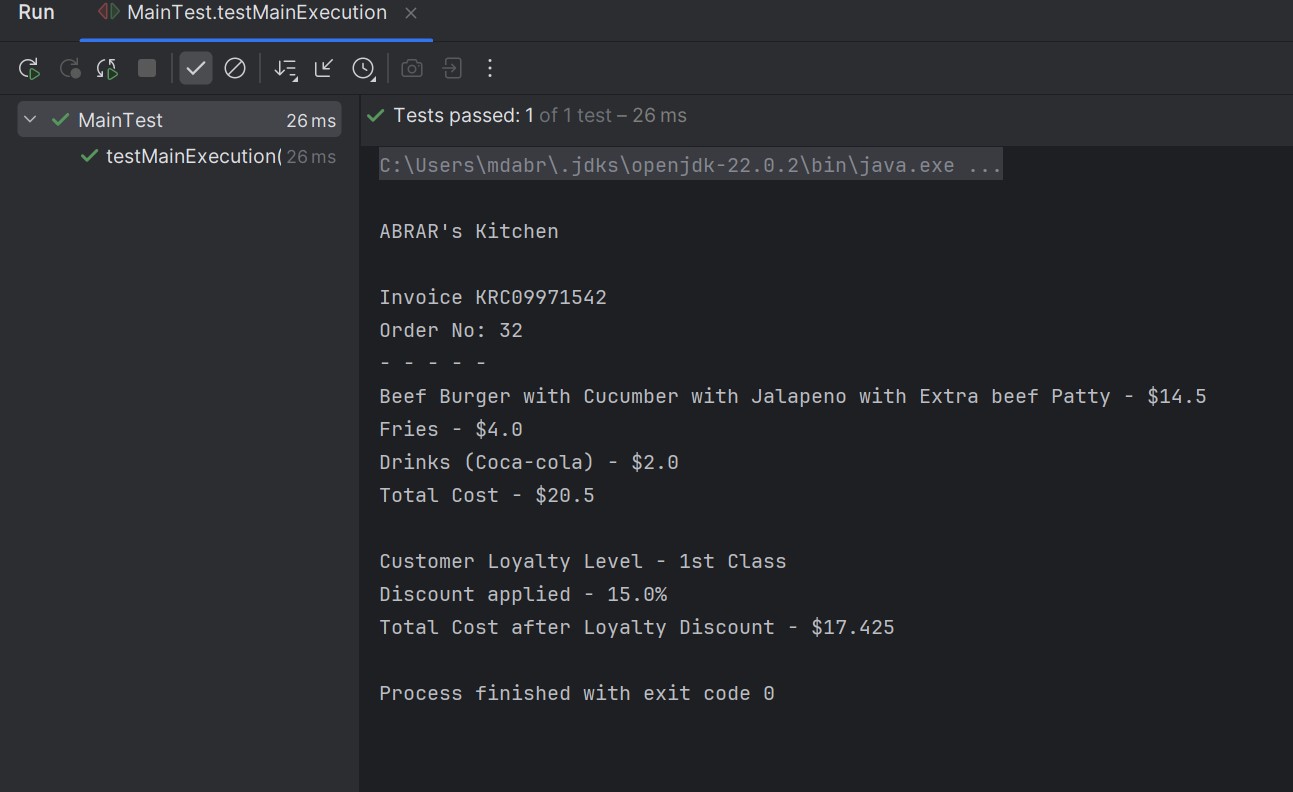 Run MainTest.testMainExecution
MainTest 26 ms
testMainExecution( 26 ms
Tests passed: 1 of 1 test – 26 ms
C:\Users\mdabr\.jdks\openjdk-22.0.2\bin\java.exe ...
ABRAR's Kitchen
Invoice KRC09971542
Order No: 32
- - - - -
Beef Burger with Cucumber with Jalapeno with Extra beef Patty - $14.5
Fries - $4.0
Drinks (Coca-cola) - $2.0
Total Cost - $20.5
Customer Loyalty Level - 1st Class
Discount applied - 15.0%
Total Cost after Loyalty Discount - $17.425
Process finished with exit code 0